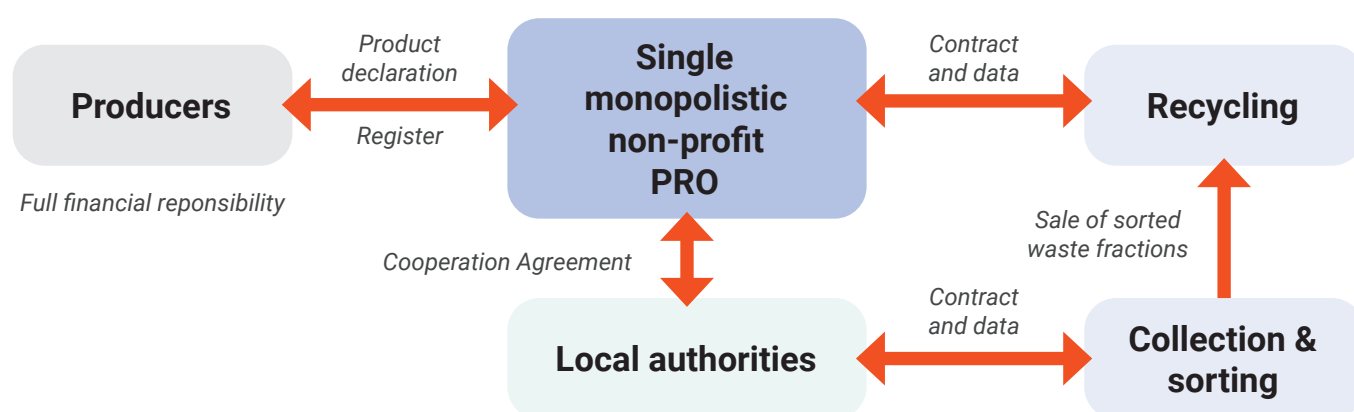 Producers
Full financial reponsibility
Product
declaration
Register
Single
monopolistic
non-profit
PRO
Contract
and data
Recycling
Cooperation Agreement
Sale of sorted
waste fractions
Local authorities
Contract
and data
Collection &
sorting